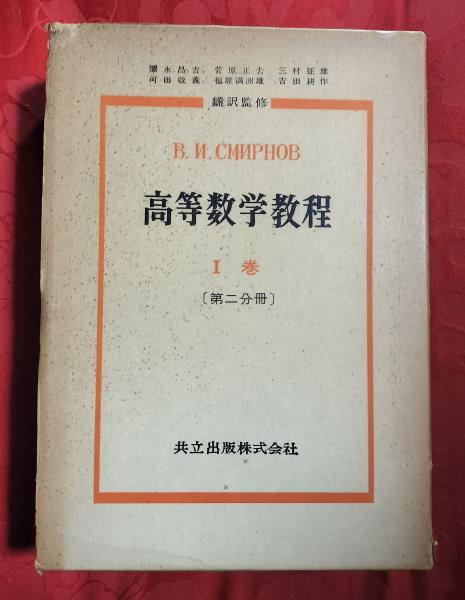 彌永昌吉 菅原正夫 三村征雄
河田敬義 福原満洲雄 吉田耕作
飜訳監修
В. И. СМИРНОВ
高等数学教程
I 巻
〔第二分冊〕
共立出版株式会社